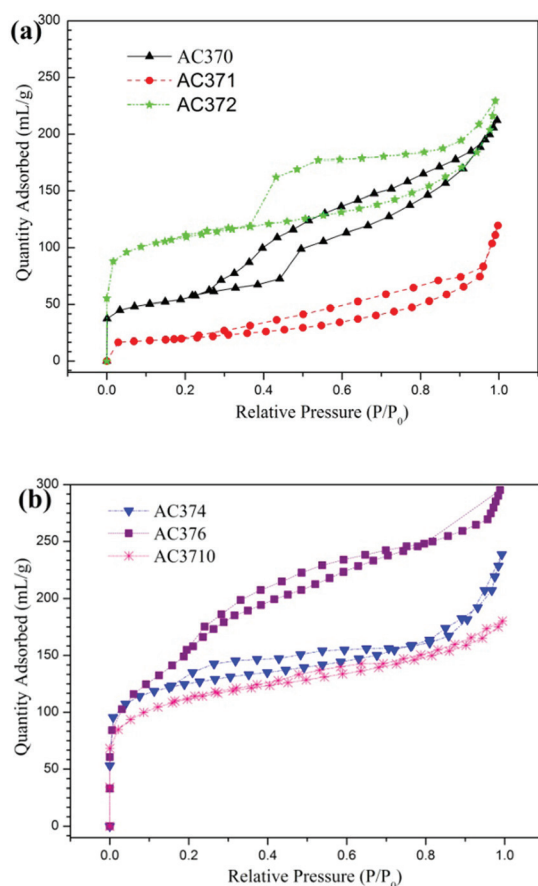 (a)
300
250
200
150
100
50
0
Quantity Adsorbed (mL/g)
AC370
AC371
AC372
0.0 0.2 0.4 0.6 0.8 1.0
Relative Pressure (P/P0)
(b)
300
250
200
150
100
50
0
Quantity Adsorbed (mL/g)
AC374
AC376
AC3710
0.0 0.2 0.4 0.6 0.8 1.0
Relative Pressure (P/P0)